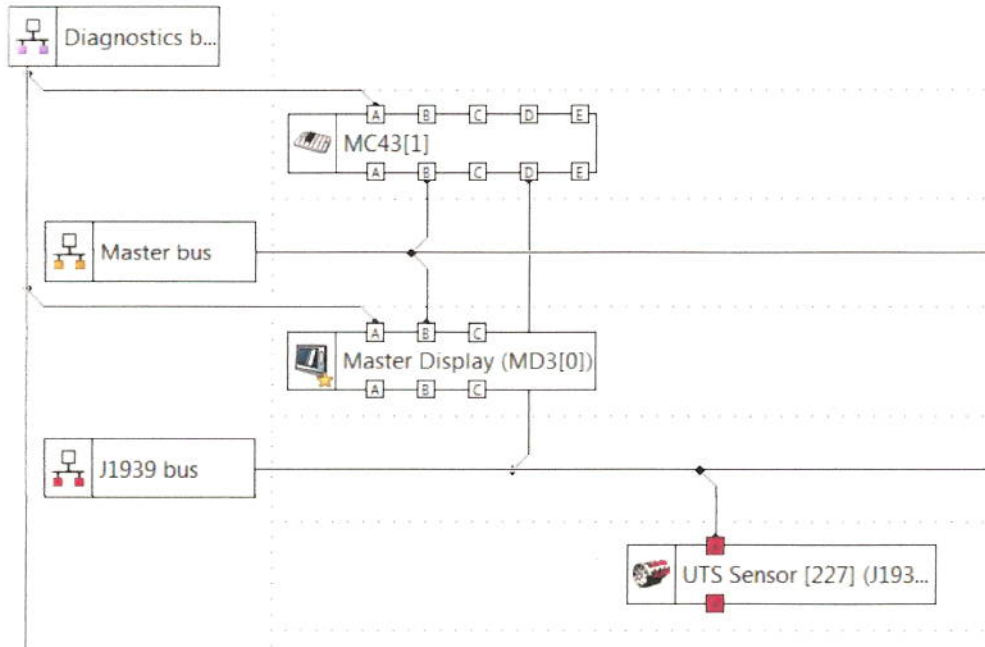 Diagnostics b...
A B C D E
MC43[1]
A B C D E
Master bus
A B C
Master Display (MD3[0])
A B C
J1939 bus
UTS Sensor [227] (J193...